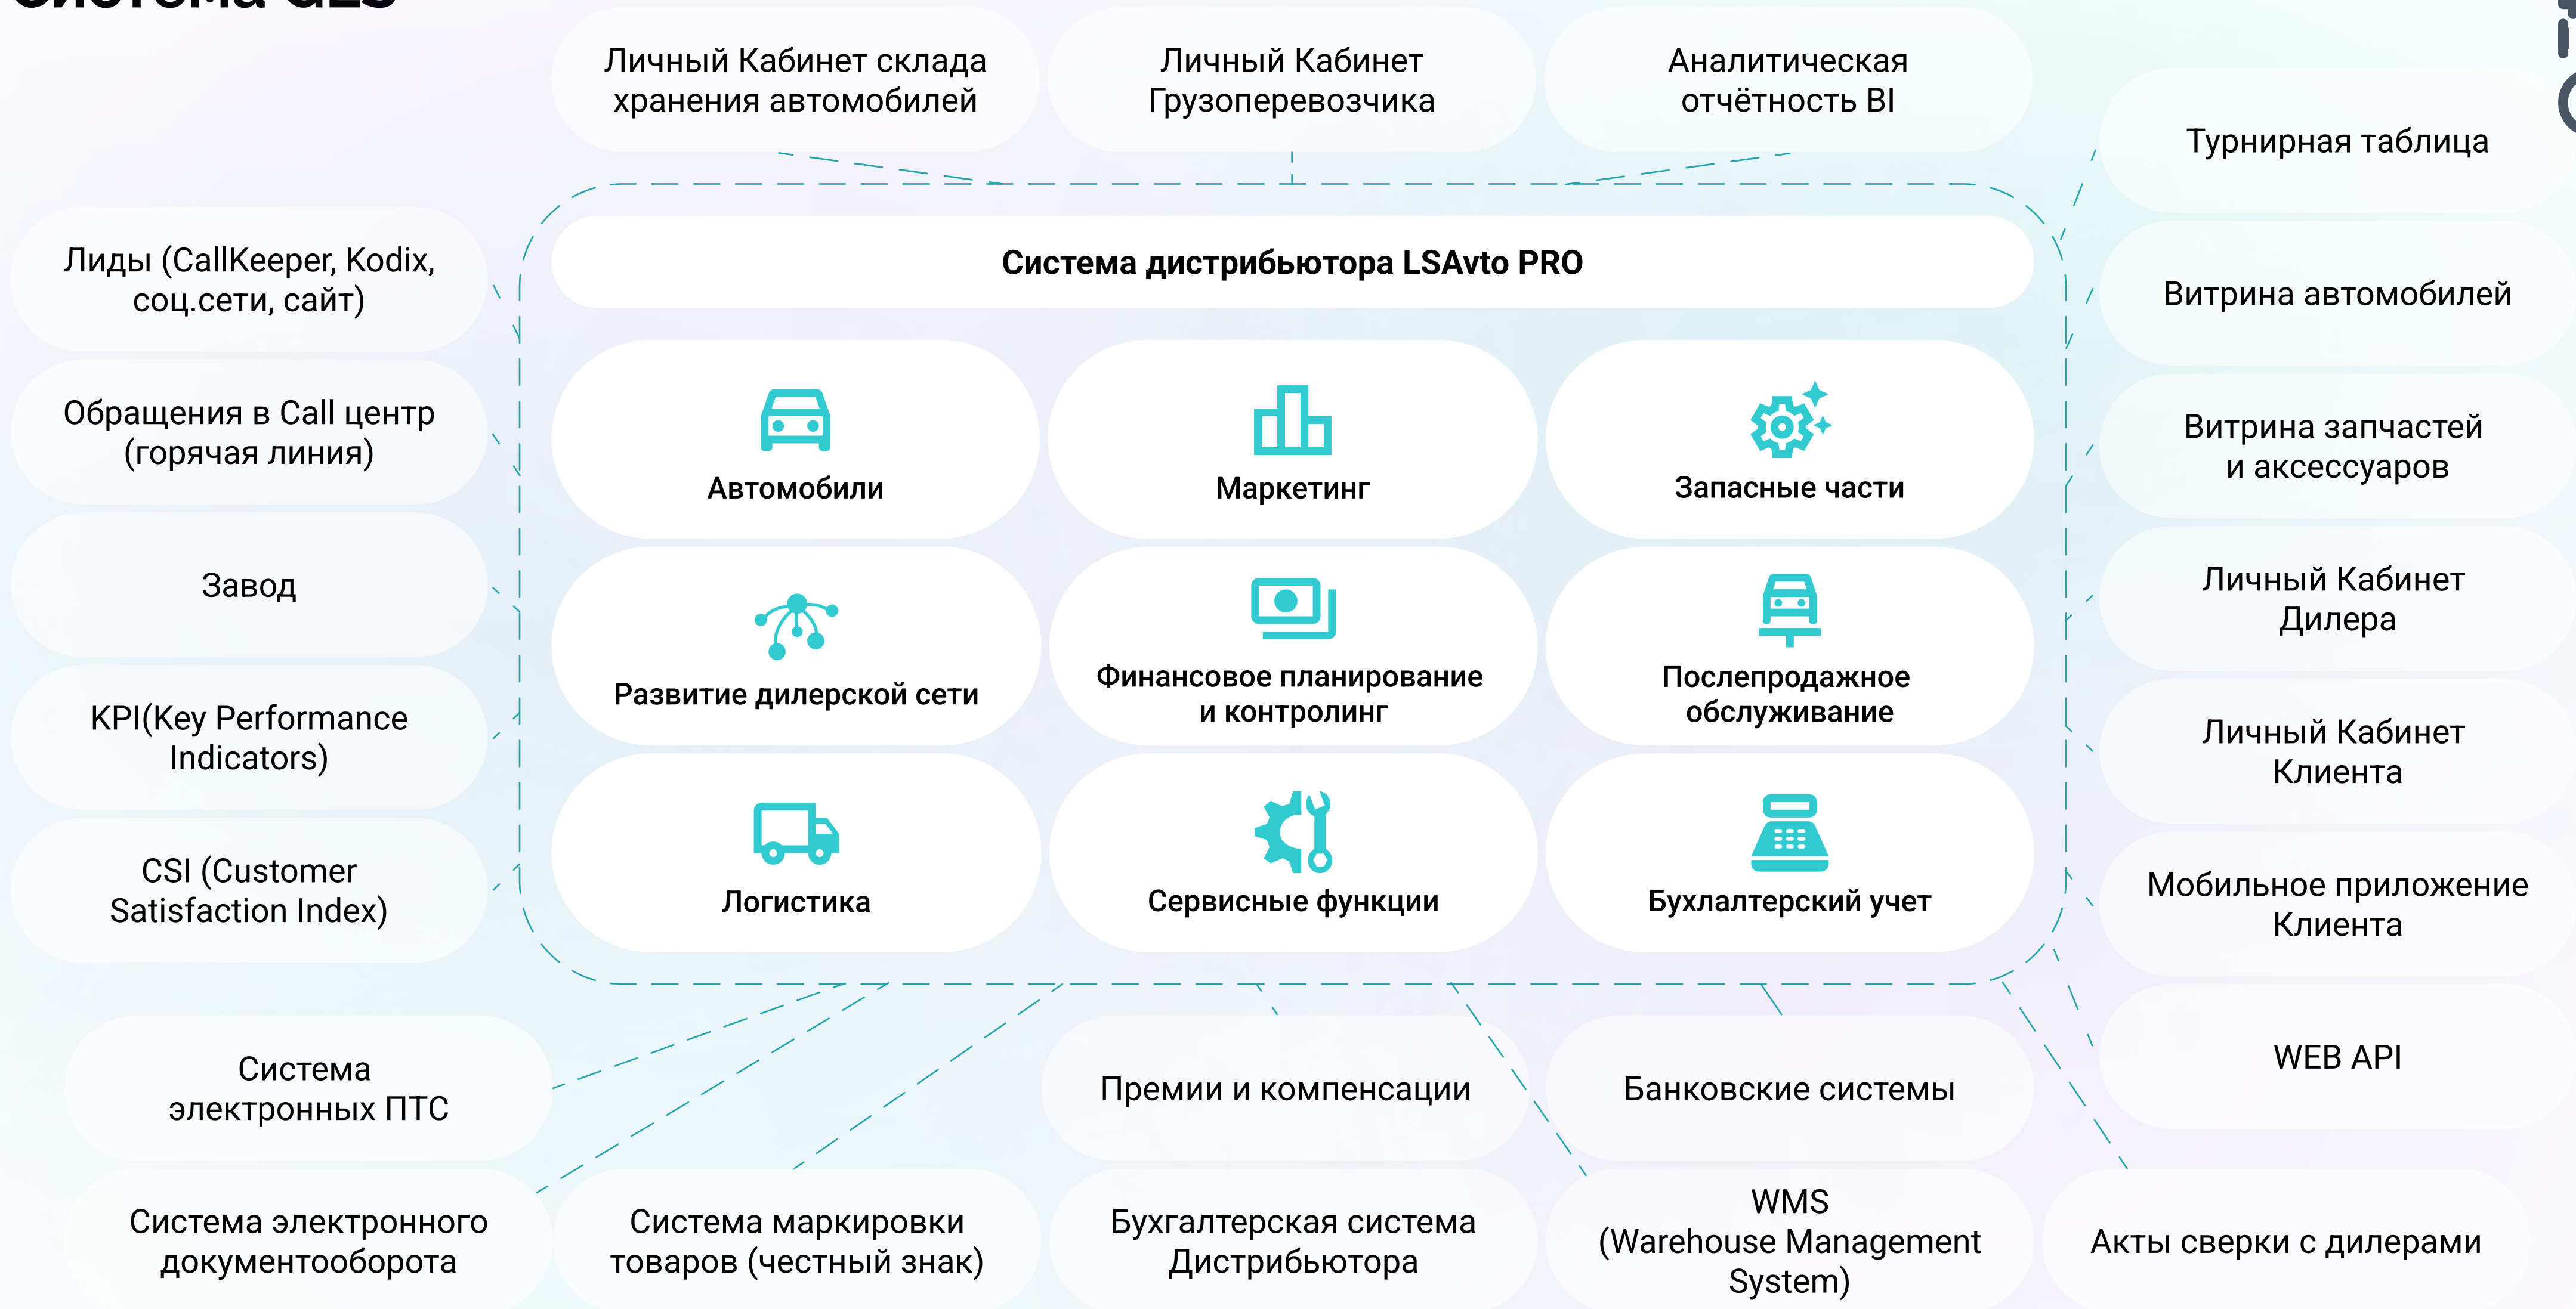 Личный Кабинет склада
хранения автомобилей
Личный Кабинет
Грузоперевозчика
Аналитическая
отчётность BI
Турнирная таблица
Лиды (CallKeeper, Kodix,
соц.сети, сайт)
Система дистрибьютора LSAvto PRO
Витрина автомобилей
Обращения в Call центр
(горячая линия)
Автомобили
Маркетинг
Запасные части
Витрина запчастей
и аксессуаров
Завод
Развитие дилерской сети
Финансовое планирование
и контролинг
Послепродажное
обслуживание
Личный Кабинет
Дилера
KPI(Key Performance
Indicators)
Личный Кабинет
Клиента
CSI (Customer
Satisfaction Index)
Логистика
Сервисные функции
Бухлалтерский учет
Мобильное приложение
Клиента
Система
электронных ПТС
Премии и компенсации
Банковские системы
WEB API
Система электронного
документооборота
Система маркировки
товаров (честный знак)
Бухгалтерская система
Дистрибьютора
WMS
(Warehouse Management
System)
Акты сверки с дилерами